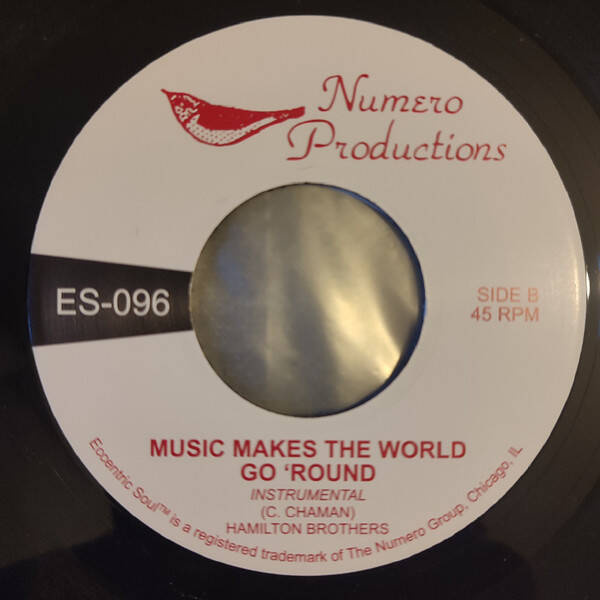 Numero
Productions
ES-096
SIDE B
45 RPM
MUSIC MAKES THE WORLD
GO ‘ROUND
INSTRUMENTAL
(C. CHAMAN)
HAMILTON BROTHERS
Eccentric Soul™ is a registered trademark of The Numero Group, Chicago, IL